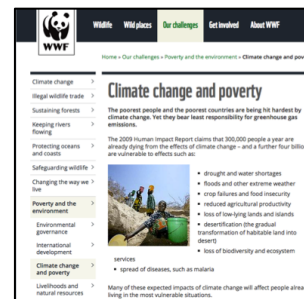 WWF
Wildlife Wild places Our challenges Get involved About WWF
Home » Our challenges » Poverty and the environment » Climate change and pov
Climate change >
Illegal wildlife trade >
Sustaining forests >
Keeping rivers >
flowing
Protecting oceans >
and coasts
Safeguarding wildlife >
Changing the way we >
live
Poverty and the >
environment
Environmental >
governance
International >
development
Climate change >
and poverty
Livelihoods and >
natural resources
Climate change and poverty
The poorest people and the poorest countries are being hit hardest by
climate change. Yet they bear least responsibility for greenhouse gas
emissions.
The 2009 Human Impact Report claims that 300,000 people a year are
already dying from the effects of climate change – and a further four billio
are vulnerable to effects such as:
• drought and water shortages
• floods and other extreme weather
• crop failures and food insecurity
• reduced agricultural productivity
• loss of low-lying lands and islands
• desertification (the gradual
transformation of habitable land into
desert)
• loss of biodiversity and ecosystem
services
• spread of diseases, such as malaria
Many of these expected impacts of climate change will affect people alrea
living in the most vulnerable situations.